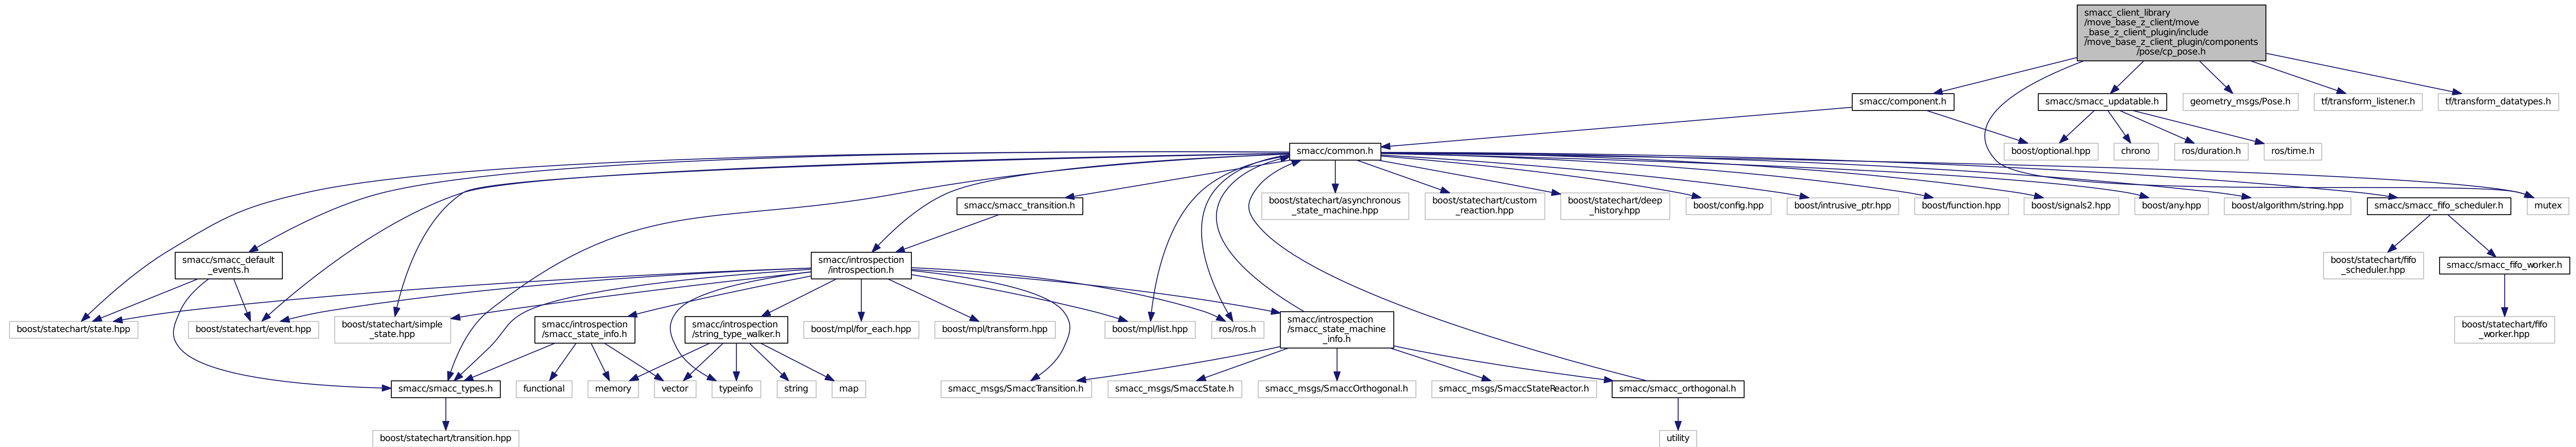 smacc_client_library
/move_base_z_client/move
_base_z_client_plugin/include
/move_base_z_client_plugin/components
/pose/cp_pose.h
smacc/component.h
smacc/smacc_updatable.h
geometry_msgs/Pose.h
tf/transform_listener.h
tf/transform_datatypes.h
smacc/common.h
boost/optional.hpp
chrono
ros/duration.h
ros/time.h
smacc/smacc_transition.h
boost/statechart/asynchronous
_state_machine.hpp
boost/statechart/custom
_reaction.hpp
boost/statechart/deep
_history.hpp
boost/config.hpp
boost/intrusive_ptr.hpp
boost/function.hpp
boost/signals2.hpp
boost/any.hpp
boost/algorithm/string.hpp
smacc/smacc_fifo_scheduler.h
mutex
smacc/smacc_default
_events.h
smacc/introspection
/introspection.h
boost/statechart/fifo
_scheduler.hpp
smacc/smacc_fifo_worker.h
boost/statechart/state.hpp
boost/statechart/event.hpp
boost/statechart/simple
_state.hpp
smacc/introspection
/smacc_state_info.h
smacc/introspection
/string_type_walker.h
boost/mpl/for_each.hpp
boost/mpl/transform.hpp
boost/mpl/list.hpp
ros/ros.h
smacc/introspection
/smacc_state_machine
_info.h
boost/statechart/fifo
_worker.hpp
smacc/smacc_types.h
functional
memory
vector
typeinfo
string
map
smacc_msgs/SmaccTransition.h
smacc_msgs/SmaccState.h
smacc_msgs/SmaccOrthogonal.h
smacc_msgs/SmaccStateReactor.h
smacc/smacc_orthogonal.h
boost/statechart/transition.hpp
utility